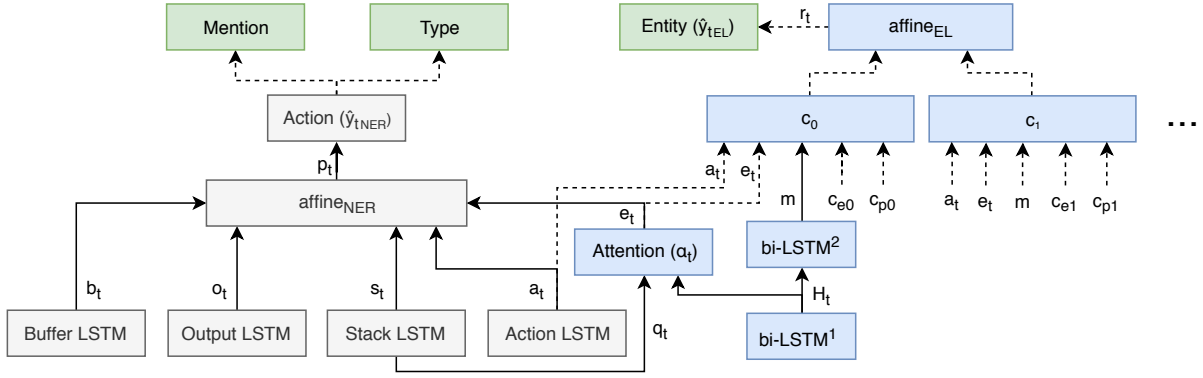 Mention
Type
Entity (ŷtEL)
rt
affineEL
Action (ŷtNER)
c0
c1
...
pt
at
et
affineNER
et
m
ce0
cp0
at
et
m
ce1
cp1
Attention (αt)
bi-LSTM²
bt
ot
st
at
Ht
qt
Buffer LSTM
Output LSTM
Stack LSTM
Action LSTM
bi-LSTM¹